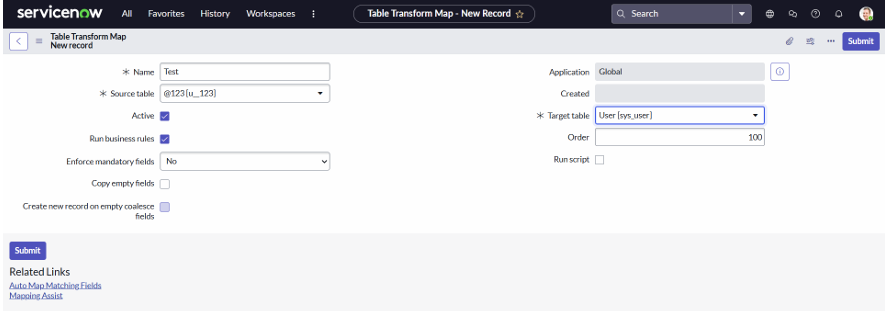 servicenow All Favorites History Workspaces Table Transform Map - New Record Search
Table Transform Map
New record
Submit
Name Test
Application Global
Source table @123 [u__123]
Created
Active
Target table User [sys_user]
Run business rules
Order 100
Enforce mandatory fields No
Run script
Copy empty fields
Create new record on empty coalesce
fields
Submit
Related Links
Auto Map Matching Fields
Mapping Assist